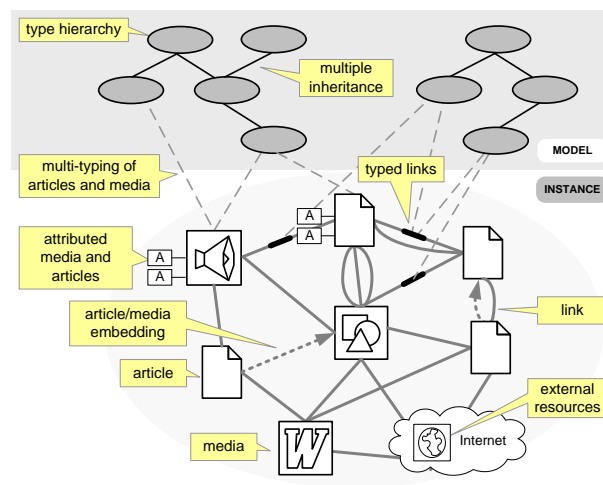 type hierarchy
multiple
inheritance
MODEL
multi-typing of
articles and media
typed links
INSTANCE
A
A
attributed
media and
articles
A
A
article/media
embedding
link
article
external
resources
media
W
Internet